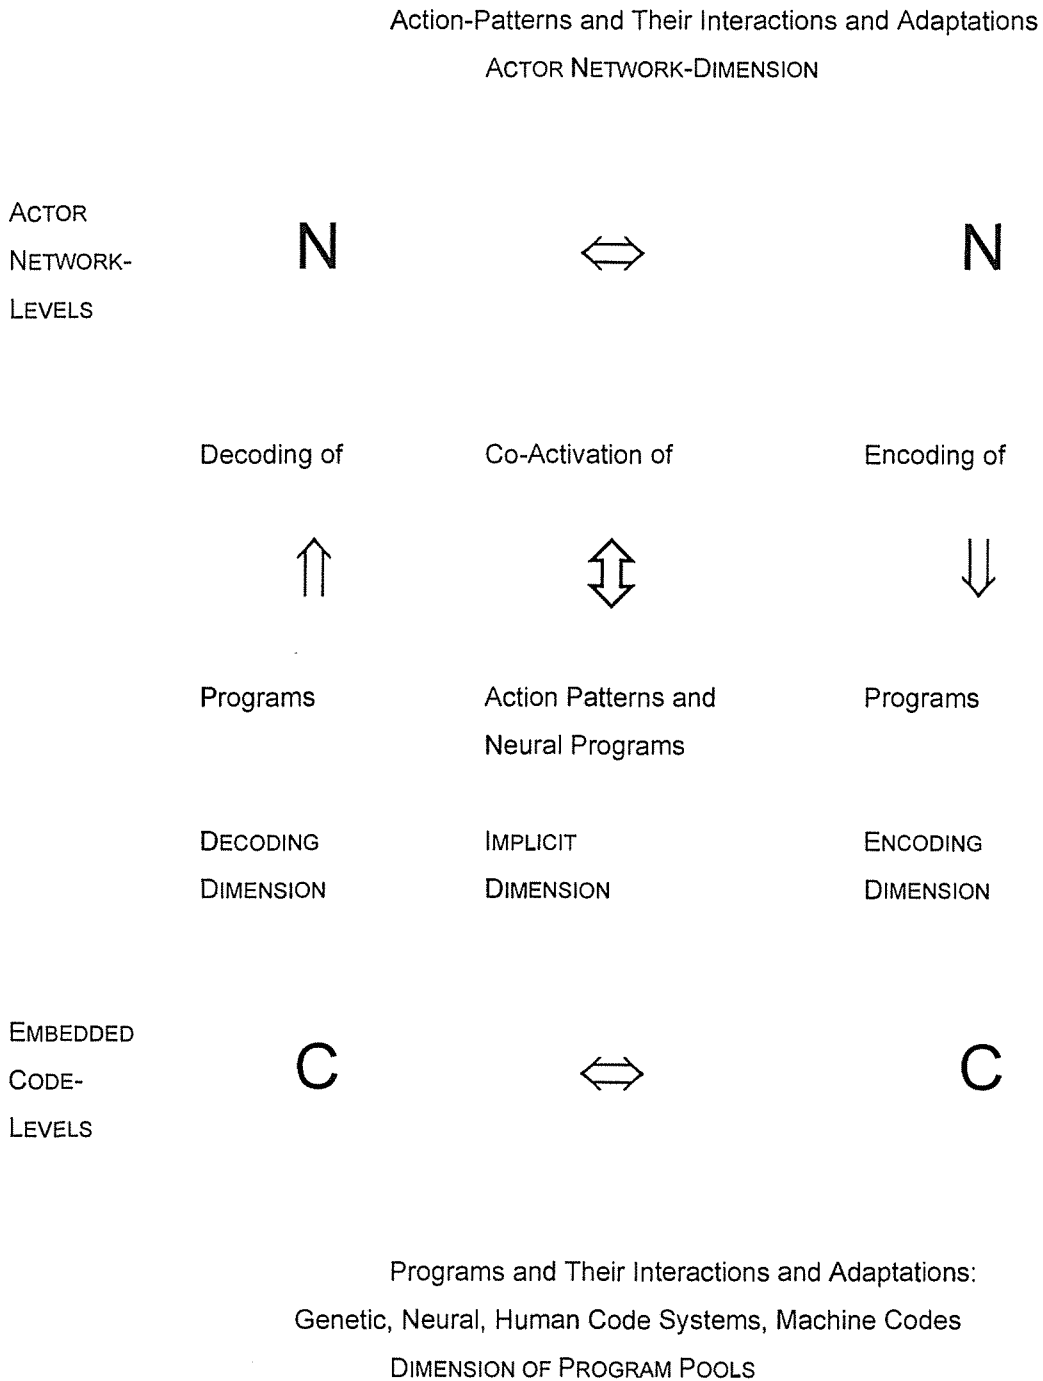 Action-Patterns and Their Interactions and Adaptations
ACTOR NETWORK-DIMENSION
ACTOR
NETWORK-
LEVELS
N
N
Decoding of
Co-Activation of
Encoding of
Programs
Action Patterns and
Neural Programs
Programs
DECODING
DIMENSION
IMPLICIT
DIMENSION
ENCODING
DIMENSION
EMBEDDED
CODE-
LEVELS
C
C
Programs and Their Interactions and Adaptations:
Genetic, Neural, Human Code Systems, Machine Codes
DIMENSION OF PROGRAM POOLS